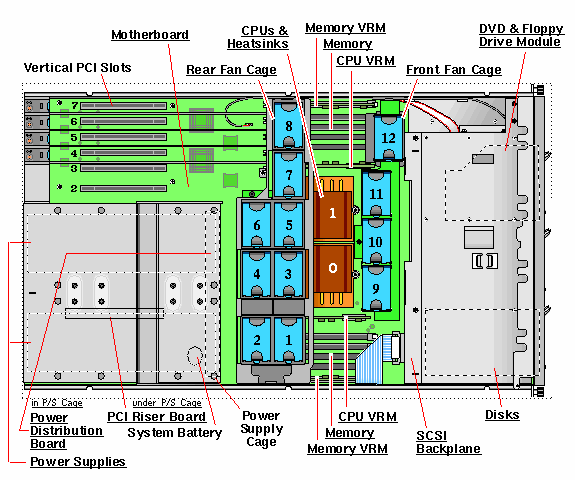 Motherboard
CPUs &
Heatsinks
Memory VRM
Memory
CPU VRM
DVD & Floppy
Drive Module
Vertical PCI Slots
Rear Fan Cage
Front Fan Cage
7
6
5
4
3
2
8
7
6
5
4
3
2
1
12
11
10
9
1
0
in P/S Cage
under P/S Cage
Power
Distribution
Board
PCI Riser Board
System Battery
Power
Supply
Cage
Power Supplies
CPU VRM
Memory
Memory VRM
SCSI
Backplane
Disks